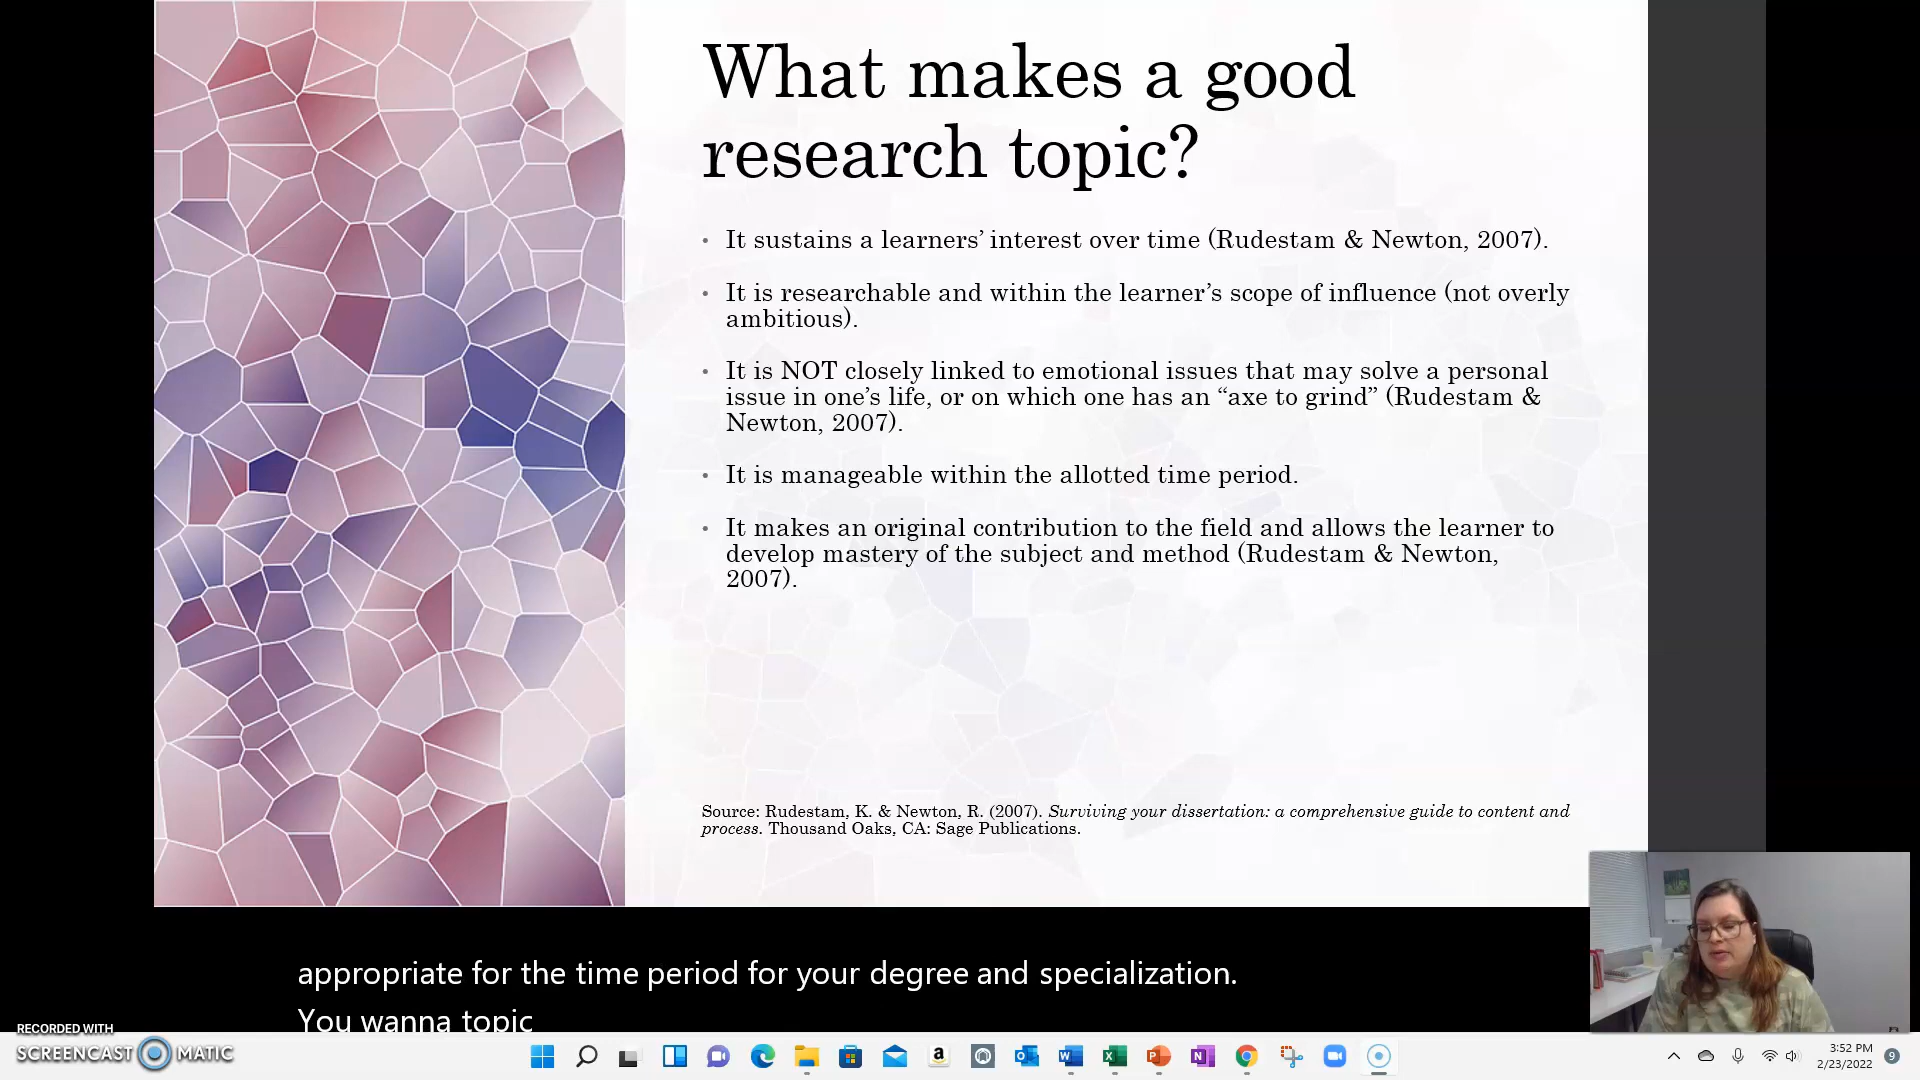 What makes a good
research topic?
• It sustains a learners’ interest over time (Rudestam & Newton, 2007).
• It is researchable and within the learner’s scope of influence (not overly
ambitious).
• It is NOT closely linked to emotional issues that may solve a personal
issue in one’s life, or on which one has an “axe to grind” (Rudestam &
Newton, 2007).
• It is manageable within the allotted time period.
• It makes an original contribution to the field and allows the learner to
develop mastery of the subject and method (Rudestam & Newton,
2007).
Source: Rudestam, K. & Newton, R. (2007). Surviving your dissertation: a comprehensive guide to content and
process. Thousand Oaks, CA: Sage Publications.
appropriate for the time period for your degree and specialization.
You wanna topic
RECORDED WITH
SCREENCAST MATIC
3:52 PM
2/23/2022
9